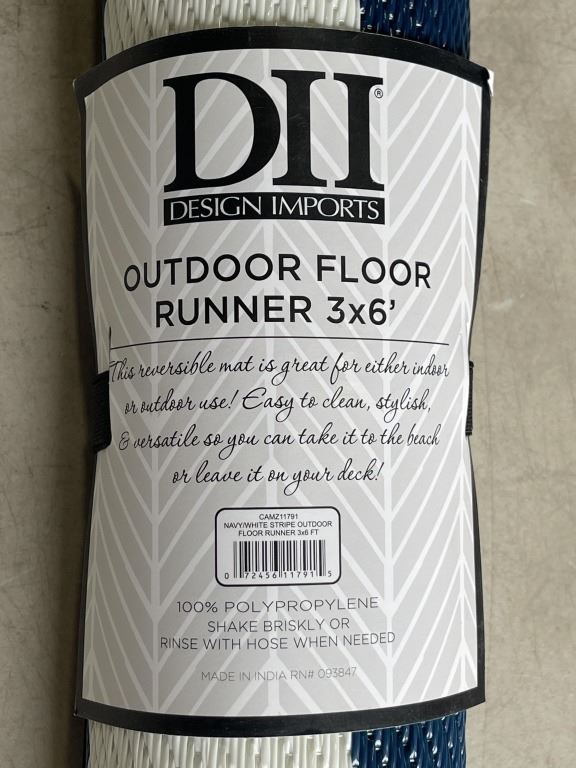 DII®
DESIGN IMPORTS
OUTDOOR FLOOR
RUNNER 3x6'
This reversible mat is great for either indoor
or outdoor use! Easy to clean, stylish,
& versatile so you can take it to the beach
or leave it on your deck!
CAMZ11791
NAVY/WHITE STRIPE OUTDOOR
FLOOR RUNNER 3x6 FT
0 72456 11791 5
100% POLYPROPYLENE
SHAKE BRISKLY OR
RINSE WITH HOSE WHEN NEEDED
MADE IN INDIA RN# 093847